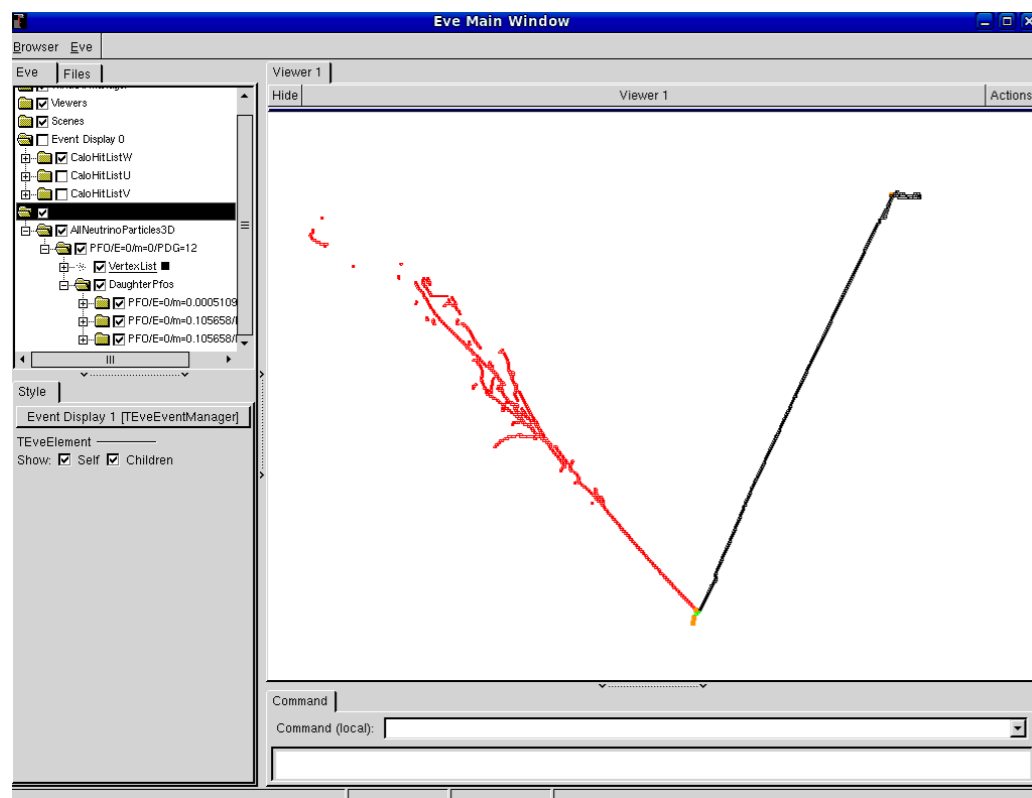 Eve Main Window
Browser Eve
Eve Files
Viewers
Scenes
Event Display 0
CaloHitListW
CaloHitListU
CaloHitListV
AllNeutrinoParticles3D
PFO/E=0/m=0/PDG=12
VertexList
DaughterPfos
PFO/E=0/m=0.0005109
PFO/E=0/m=0.105658/
PFO/E=0/m=0.105658/
Style
Event Display 1 [TEveEventManager]
TEveElement
Show: Self Children
Viewer 1
Hide Viewer 1 Actions
Command
Command (local):